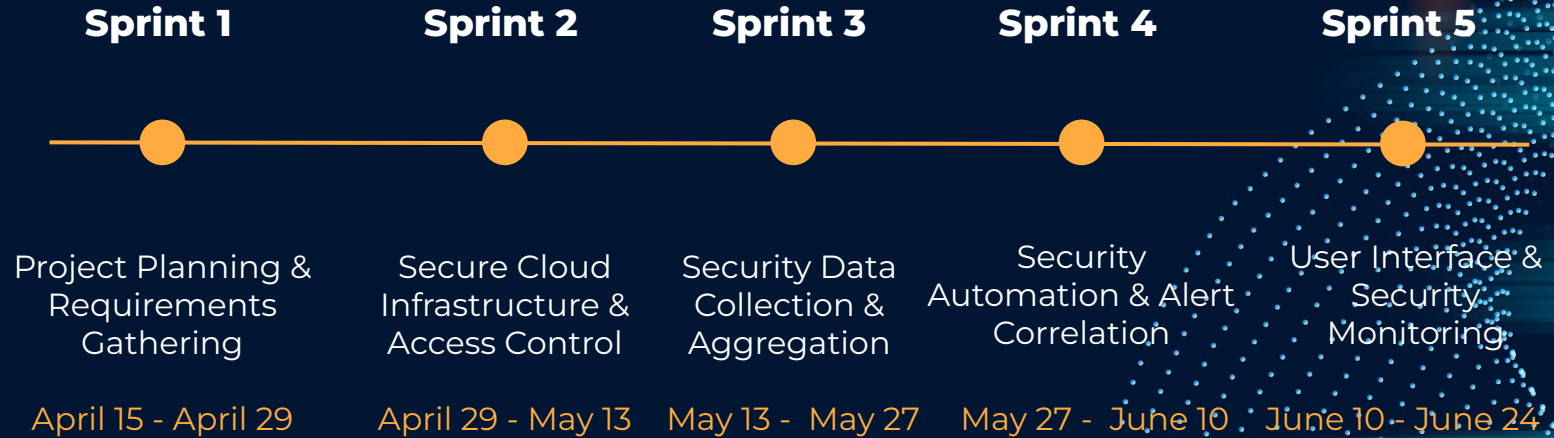 Sprint 1
Sprint 2
Sprint 3
Sprint 4
Sprint 5
Project Planning &
Requirements
Gathering
Secure Cloud
Infrastructure &
Access Control
Security Data
Collection &
Aggregation
Security
Automation & Alert
Correlation
User Interface &
Security
Monitoring
April 15 - April 29
April 29 - May 13
May 13 - May 27
May 27 - June 10
June 10 - June 24